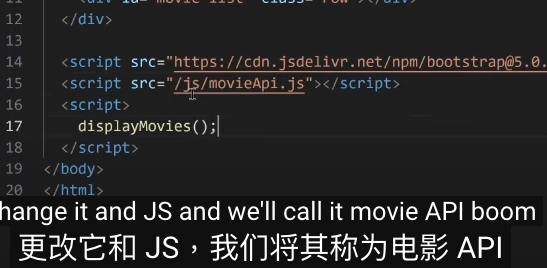 11 <div id="movie-list" class="row"></div>
12 </div>
13
14 <script src="https://cdn.jsdelivr.net/npm/bootstrap@5.0.
15 <script src="/js/movieApi.js"></script>
16 <script>
17 displayMovies();
18 </script>
19 </body>
20 </html>
hange it and JS and we'll call it movie API boom
更改它和 JS,我们将其称为电影 API